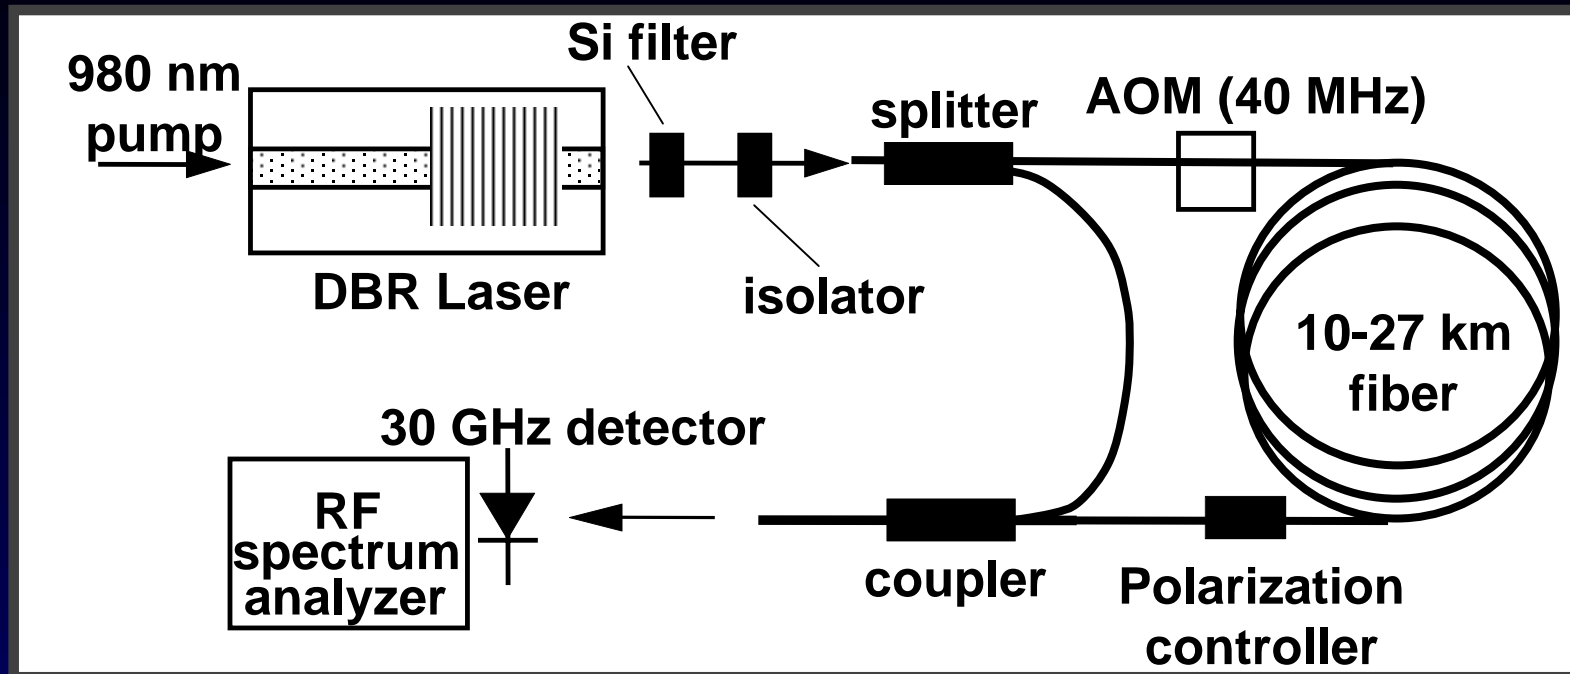 Si filter
980 nm
pump
splitter
AOM (40 MHz)
DBR Laser
isolator
10-27 km
fiber
30 GHz detector
RF
spectrum
analyzer
coupler
Polarization
controller